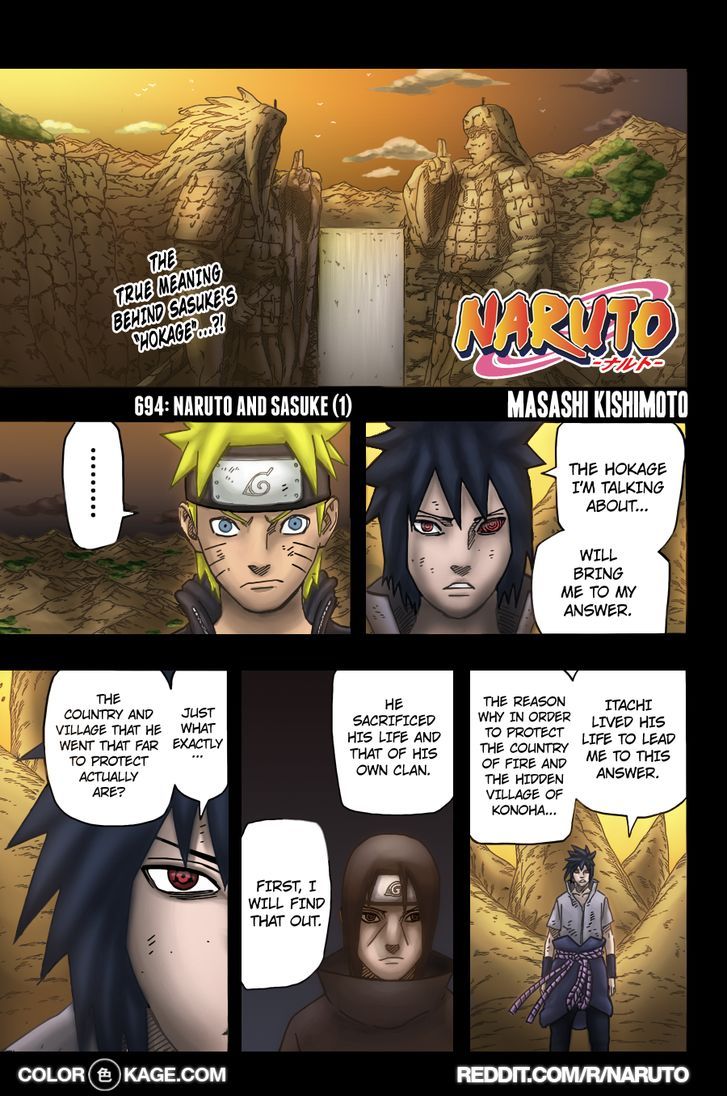 THE
TRUE MEANING
BEHIND SASUKE'S
"HOKAGE"...?!
NARUTO
-ナルト-
694: NARUTO AND SASUKE (1)
MASASHI KISHIMOTO
THE HOKAGE
I'M TALKING
ABOUT...
WILL
BRING
ME TO MY
ANSWER.
.......
ITACHI
LIVED HIS
LIFE TO LEAD
ME TO THIS
ANSWER.
THE REASON
WHY IN ORDER
TO PROTECT
THE COUNTRY
OF FIRE AND
THE HIDDEN
VILLAGE OF
KONOHA...
HE
SACRIFICED
HIS LIFE AND
THAT OF HIS
OWN CLAN.
FIRST, I
WILL FIND
THAT OUT.
JUST
WHAT
EXACTLY...
...
THE
COUNTRY AND
VILLAGE THAT HE
WENT THAT FAR
TO PROTECT
ACTUALLY
ARE?
COLOR 色 KAGE.COM
REDDIT.COM/R/NARUTO